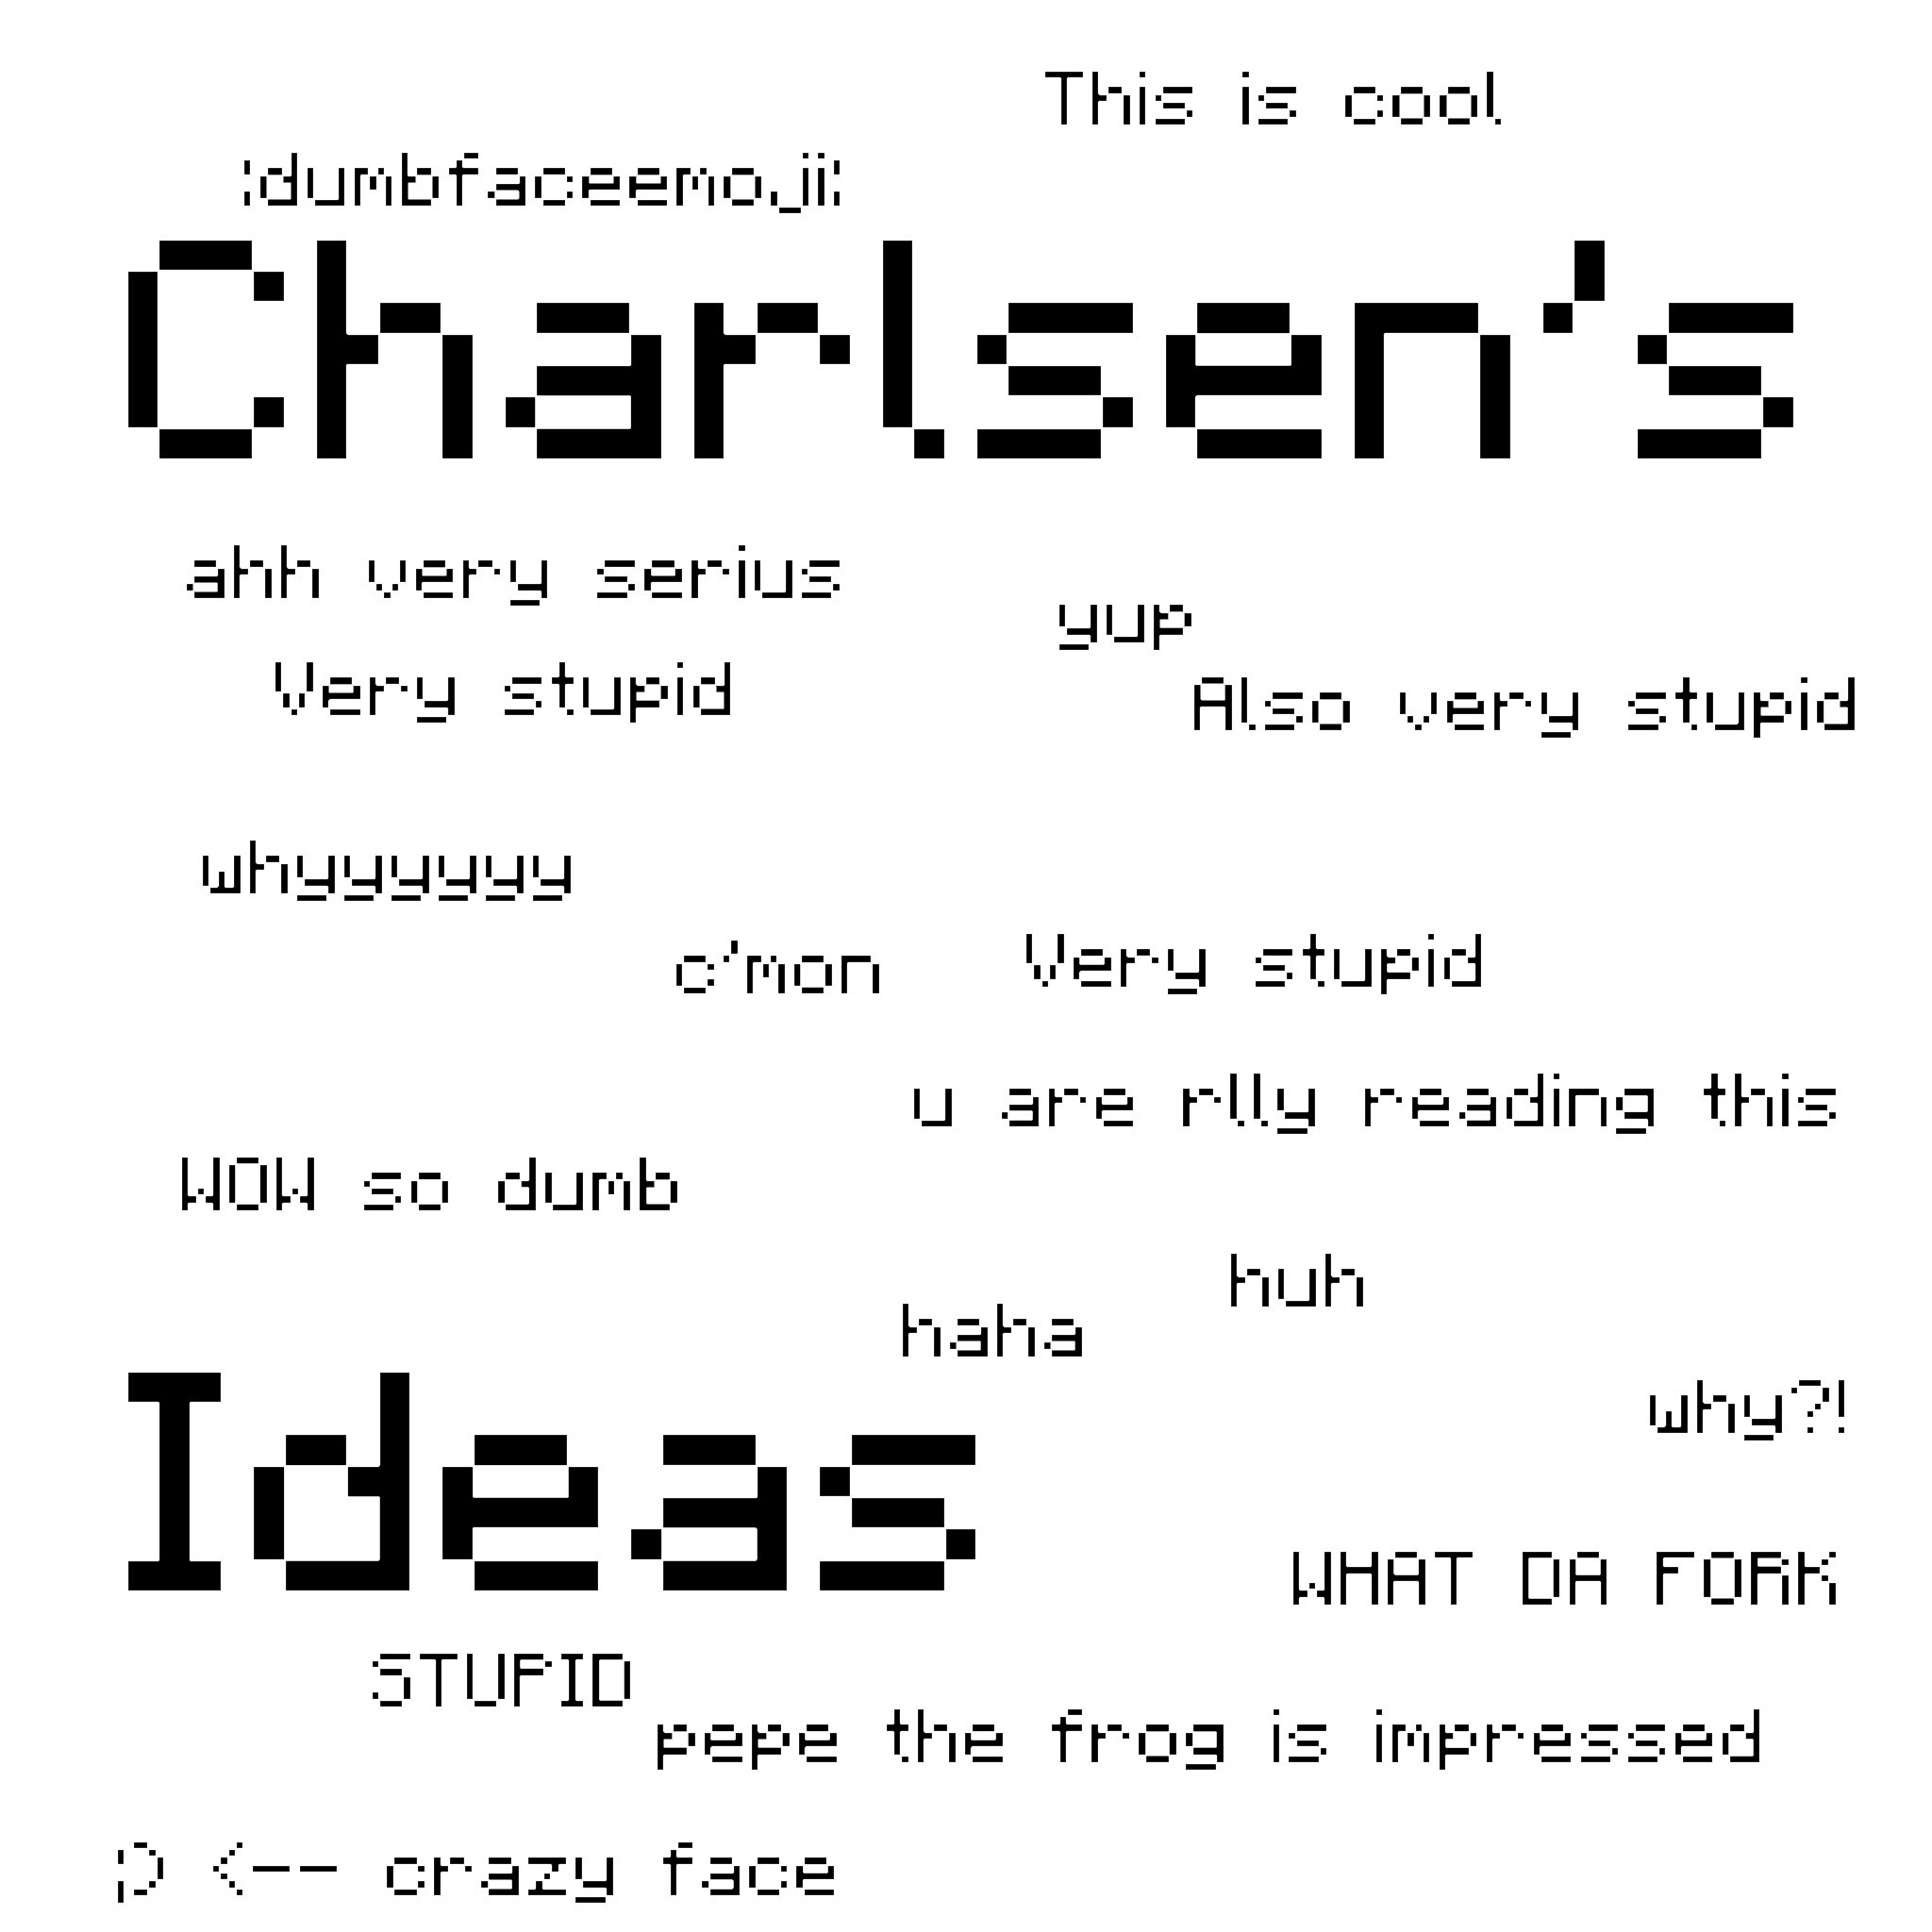 This is cool.
:dumbfaceemoji:
Charlsen's
ahh very serius
yup
Very stupid
Also very stupid
whyyyyyy
c'mon
Very stupid
u are rlly reading this
WOW so dumb
huh
haha
Ideas
why?!
WHAT DA FORK
STUPID
pepe the frog is impressed
;) <-- crazy face